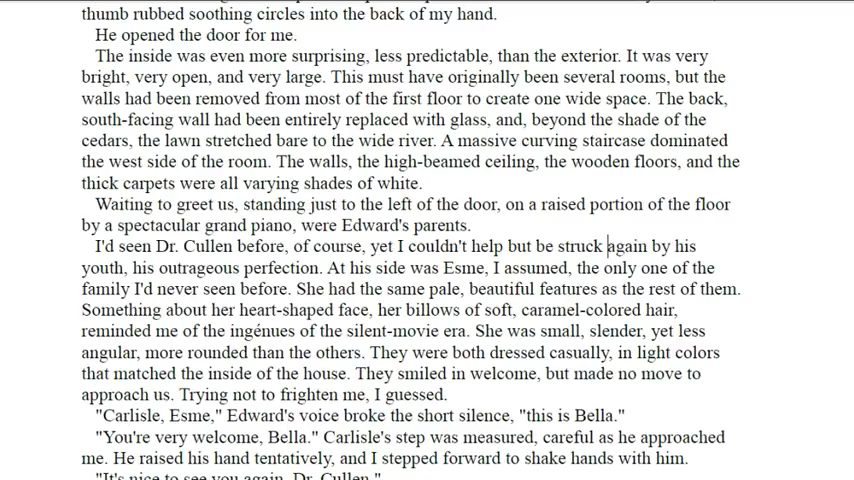 thumb rubbed soothing circles into the back of my hand.
He opened the door for me.
The inside was even more surprising, less predictable, than the exterior. It was very
bright, very open, and very large. This must have originally been several rooms, but the
walls had been removed from most of the first floor to create one wide space. The back,
south-facing wall had been entirely replaced with glass, and, beyond the shade of the
cedars, the lawn stretched bare to the wide river. A massive curving staircase dominated
the west side of the room. The walls, the high-beamed ceiling, the wooden floors, and the
thick carpets were all varying shades of white.
Waiting to greet us, standing just to the left of the door, on a raised portion of the floor
by a spectacular grand piano, were Edward's parents.
I'd seen Dr. Cullen before, of course, yet I couldn't help but be struck again by his
youth, his outrageous perfection. At his side was Esme, I assumed, the only one of the
family I'd never seen before. She had the same pale, beautiful features as the rest of them.
Something about her heart-shaped face, her billows of soft, caramel-colored hair,
reminded me of the ingénues of the silent-movie era. She was small, slender, yet less
angular, more rounded than the others. They were both dressed casually, in light colors
that matched the inside of the house. They smiled in welcome, but made no move to
approach us. Trying not to frighten me, I guessed.
"Carlisle, Esme," Edward's voice broke the short silence, "this is Bella."
"You're very welcome, Bella." Carlisle's step was measured, careful as he approached
me. He raised his hand tentatively, and I stepped forward to shake hands with him.
"It's nice to see you again, Dr. Cullen."